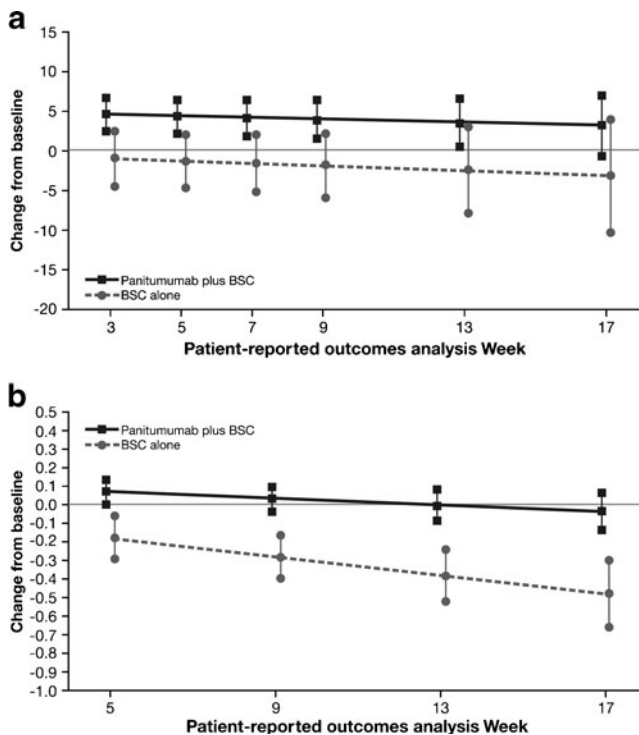 a
15
10
5
0
-5
-10
-15
-20
Change from baseline
Panitumumab plus BSC
BSC alone
3 5 7 9 13 17
Patient-reported outcomes analysis Week
b
0.5
0.4
0.3
0.2
0.1
0.0
-0.1
-0.2
-0.3
-0.4
-0.5
-0.6
-0.7
-0.8
-0.9
-1.0
Change from baseline
Panitumumab plus BSC
BSC alone
5 9 13 17
Patient-reported outcomes analysis Week